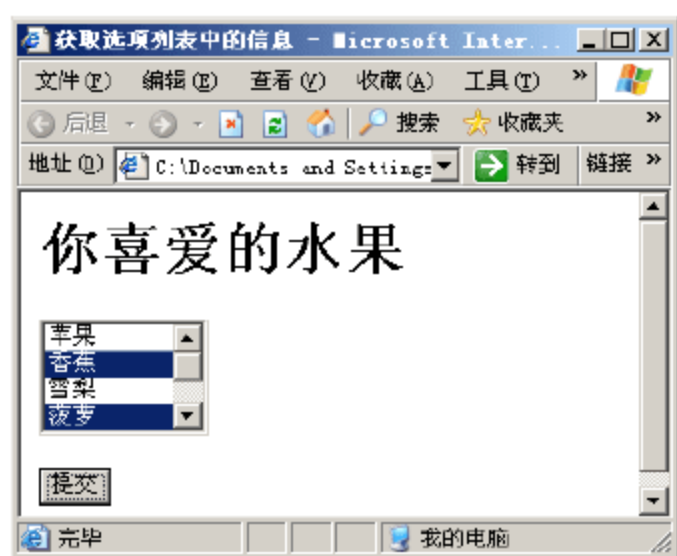 获取选项列表中的信息 - Microsoft Inter...
文件(F) 编辑(E) 查看(V) 收藏(A) 工具(T) »
后退 搜索 收藏夹 »
地址(D) C:\Documents and Settings 转到 链接 »
你喜爱的水果
苹果
香蕉
雪梨
菠萝
提交
完毕 我的电脑